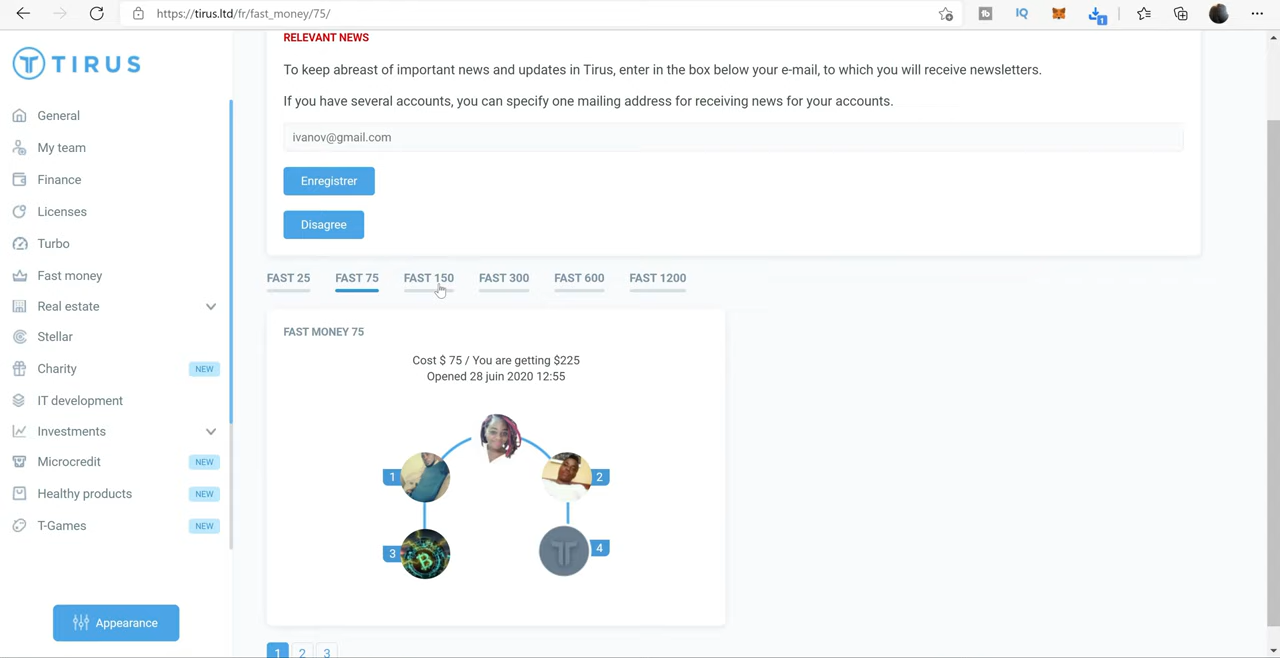 https://tirus.ltd/fr/fast_money/75/
TIRUS
General
My team
Finance
Licenses
Turbo
Fast money
Real estate
Stellar
Charity NEW
IT development
Investments
Microcredit NEW
Healthy products NEW
T-Games NEW
Appearance
RELEVANT NEWS
To keep abreast of important news and updates in Tirus, enter in the box below your e-mail, to which you will receive newsletters.
If you have several accounts, you can specify one mailing address for receiving news for your accounts.
ivanov@gmail.com
Enregistrer
Disagree
FAST 25 FAST 75 FAST 150 FAST 300 FAST 600 FAST 1200
FAST MONEY 75
Cost $ 75 / You are getting $225
Opened 28 juin 2020 12:55
1 2
3 4
1 2 3